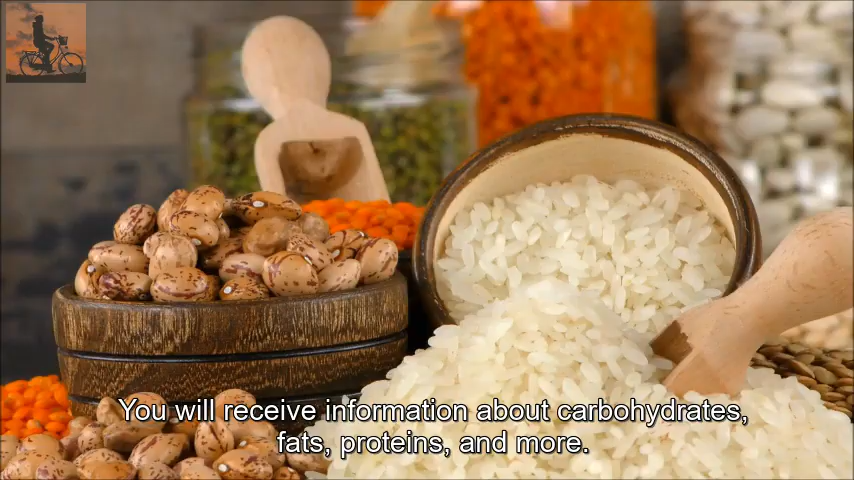 You will receive information about carbohydrates,
fats, proteins, and more.